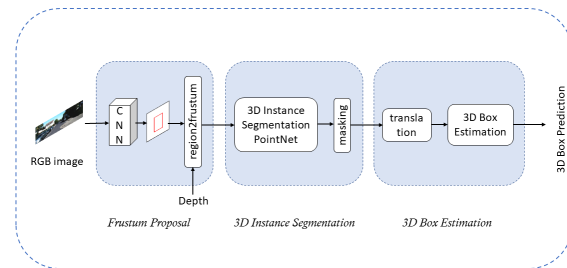 RGB image
C
N
N
region2frustum
Depth
3D Instance
Segmentation
PointNet
masking
transla
tion
3D Box
Estimation
3D Box Prediction
Frustum Proposal
3D Instance Segmentation
3D Box Estimation